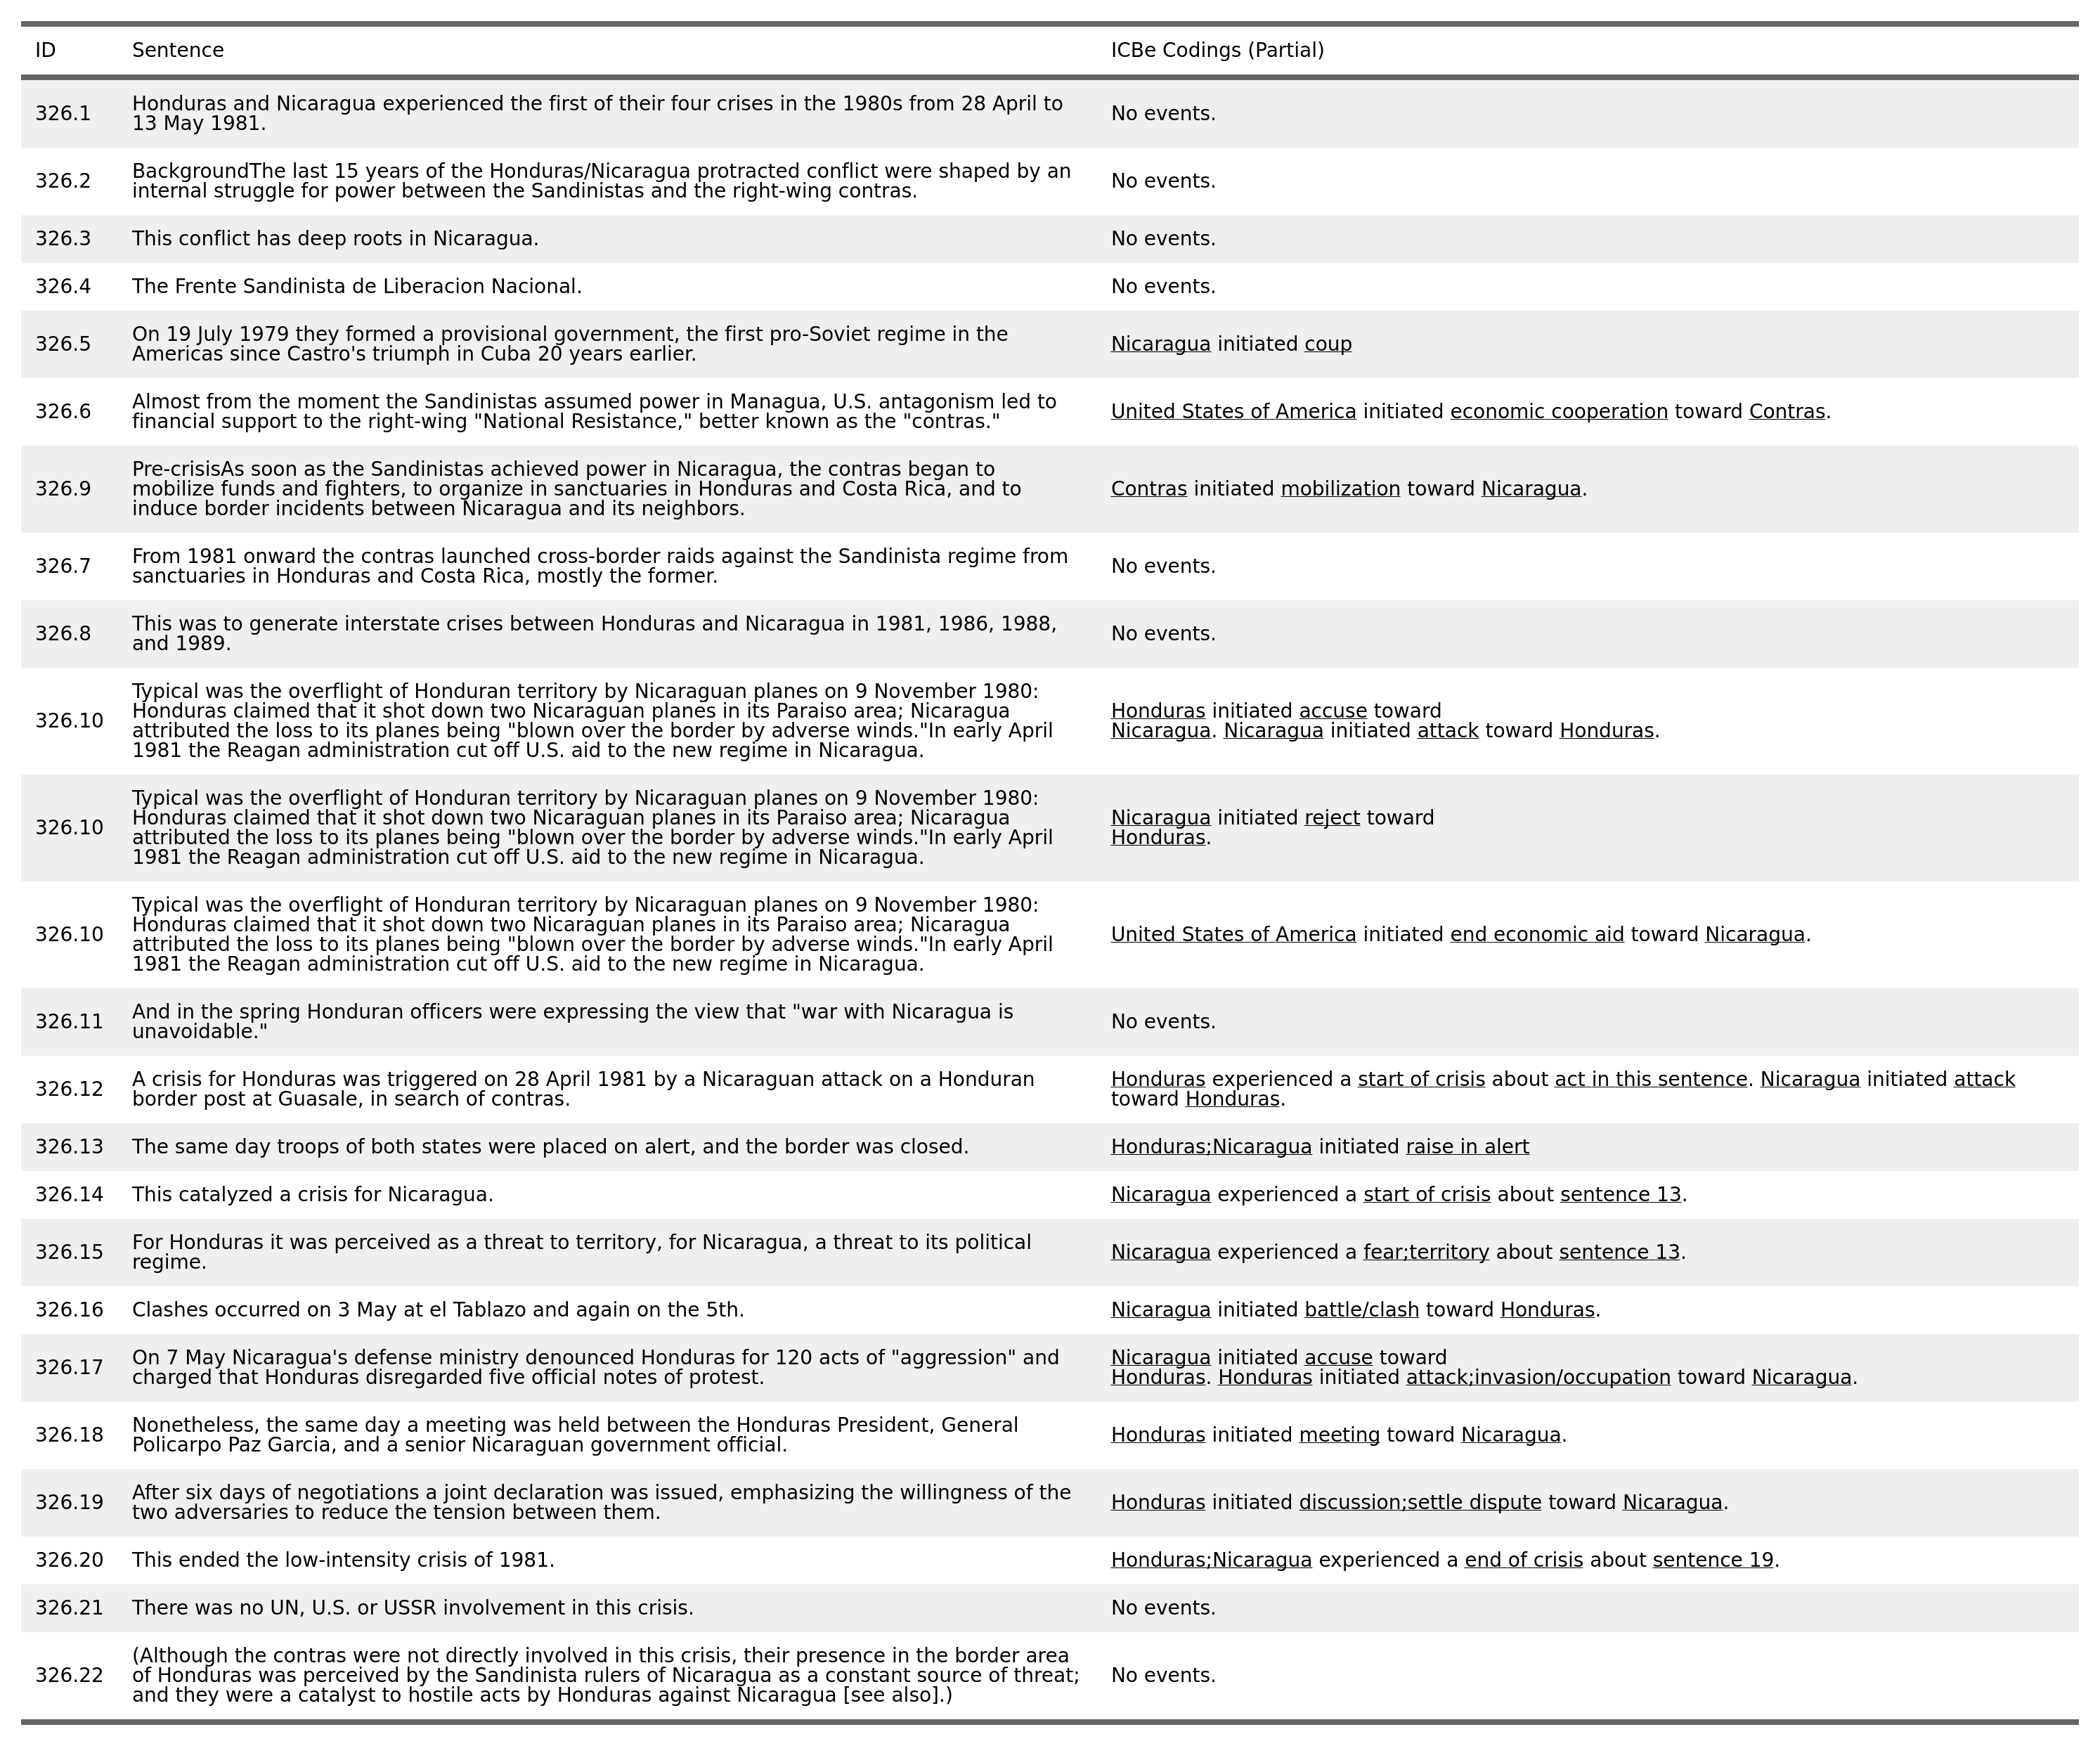 ID Sentence ICBe Codings (Partial)
326.1 Honduras and Nicaragua experienced the first of their four crises in the 1980s from 28 April to
13 May 1981.
No events.
326.2 BackgroundThe last 15 years of the Honduras/Nicaragua protracted conflict were shaped by an
internal struggle for power between the Sandinistas and the right-wing contras.
No events.
326.3 This conflict has deep roots in Nicaragua. No events.
326.4 The Frente Sandinista de Liberacion Nacional. No events.
326.5 On 19 July 1979 they formed a provisional government, the first pro-Soviet regime in the
Americas since Castro's triumph in Cuba 20 years earlier.
Nicaragua initiated coup
326.6 Almost from the moment the Sandinistas assumed power in Managua, U.S. antagonism led to
financial support to the right-wing "National Resistance," better known as the "contras."
United States of America initiated economic cooperation toward Contras.
326.9 Pre-crisisAs soon as the Sandinistas achieved power in Nicaragua, the contras began to
mobilize funds and fighters, to organize in sanctuaries in Honduras and Costa Rica, and to
induce border incidents between Nicaragua and its neighbors.
Contras initiated mobilization toward Nicaragua.
326.7 From 1981 onward the contras launched cross-border raids against the Sandinista regime from
sanctuaries in Honduras and Costa Rica, mostly the former.
No events.
326.8 This was to generate interstate crises between Honduras and Nicaragua in 1981, 1986, 1988,
and 1989.
No events.
326.10 Typical was the overflight of Honduran territory by Nicaraguan planes on 9 November 1980:
Honduras claimed that it shot down two Nicaraguan planes in its Paraiso area; Nicaragua
attributed the loss to its planes being "blown over the border by adverse winds."In early April
1981 the Reagan administration cut off U.S. aid to the new regime in Nicaragua.
Honduras initiated accuse toward
Nicaragua. Nicaragua initiated attack toward Honduras.
326.10 Typical was the overflight of Honduran territory by Nicaraguan planes on 9 November 1980:
Honduras claimed that it shot down two Nicaraguan planes in its Paraiso area; Nicaragua
attributed the loss to its planes being "blown over the border by adverse winds."In early April
1981 the Reagan administration cut off U.S. aid to the new regime in Nicaragua.
Nicaragua initiated reject toward
Honduras.
326.10 Typical was the overflight of Honduran territory by Nicaraguan planes on 9 November 1980:
Honduras claimed that it shot down two Nicaraguan planes in its Paraiso area; Nicaragua
attributed the loss to its planes being "blown over the border by adverse winds."In early April
1981 the Reagan administration cut off U.S. aid to the new regime in Nicaragua.
United States of America initiated end economic aid toward Nicaragua.
326.11 And in the spring Honduran officers were expressing the view that "war with Nicaragua is
unavoidable."
No events.
326.12 A crisis for Honduras was triggered on 28 April 1981 by a Nicaraguan attack on a Honduran
border post at Guasale, in search of contras.
Honduras experienced a start of crisis about act in this sentence. Nicaragua initiated attack
toward Honduras.
326.13 The same day troops of both states were placed on alert, and the border was closed. Honduras;Nicaragua initiated raise in alert
326.14 This catalyzed a crisis for Nicaragua. Nicaragua experienced a start of crisis about sentence 13.
326.15 For Honduras it was perceived as a threat to territory, for Nicaragua, a threat to its political
regime.
Nicaragua experienced a fear;territory about sentence 13.
326.16 Clashes occurred on 3 May at el Tablazo and again on the 5th. Nicaragua initiated battle/clash toward Honduras.
326.17 On 7 May Nicaragua's defense ministry denounced Honduras for 120 acts of "aggression" and
charged that Honduras disregarded five official notes of protest.
Nicaragua initiated accuse toward
Honduras. Honduras initiated attack;invasion/occupation toward Nicaragua.
326.18 Nonetheless, the same day a meeting was held between the Honduras President, General
Policarpo Paz Garcia, and a senior Nicaraguan government official.
Honduras initiated meeting toward Nicaragua.
326.19 After six days of negotiations a joint declaration was issued, emphasizing the willingness of the
two adversaries to reduce the tension between them.
Honduras initiated discussion;settle dispute toward Nicaragua.
326.20 This ended the low-intensity crisis of 1981. Honduras;Nicaragua experienced a end of crisis about sentence 19.
326.21 There was no UN, U.S. or USSR involvement in this crisis. No events.
326.22 (Although the contras were not directly involved in this crisis, their presence in the border area
of Honduras was perceived by the Sandinista rulers of Nicaragua as a constant source of threat;
and they were a catalyst to hostile acts by Honduras against Nicaragua [see also].)
No events.